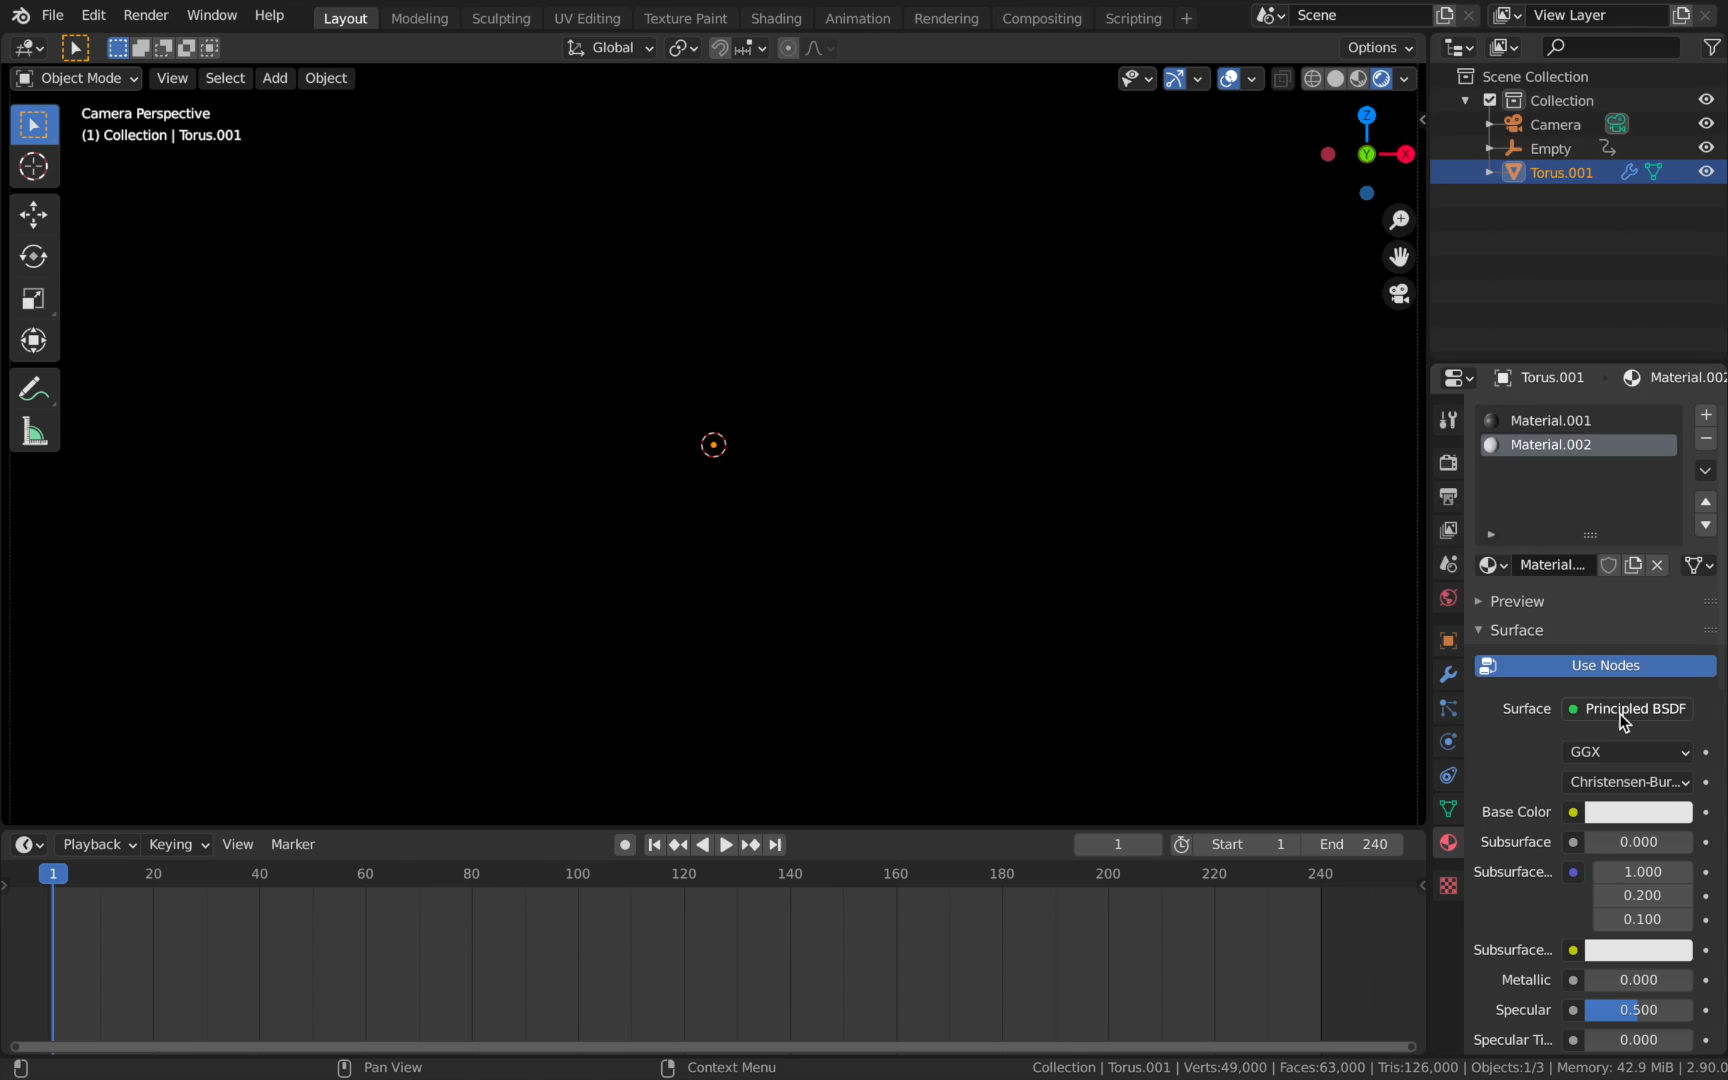 File Edit Render Window Help Layout Modeling Sculpting UV Editing Texture Paint Shading Animation Rendering Compositing Scripting + Scene View Layer
Global Options
Object Mode View Select Add Object
Camera Perspective
(1) Collection | Torus.001
Z
Y X
Scene Collection
Collection
Camera
Empty
Torus.001
Torus.001 Material.002
Material.001
Material.002
Material....
Preview
Surface
Use Nodes
Surface Principled BSDF
GGX
Christensen-Bur...
Base Color
Subsurface 0.000
Subsurface... 1.000
0.200
0.100
Subsurface...
Metallic 0.000
Specular 0.500
Specular Ti... 0.000
Playback Keying View Marker 1 Start 1 End 240
1 20 40 60 80 100 120 140 160 180 200 220 240
Pan View Context Menu Collection | Torus.001 | Verts:49,000 | Faces:63,000 | Tris:126,000 | Objects:1/3 | Memory: 42.9 MiB | 2.90.0